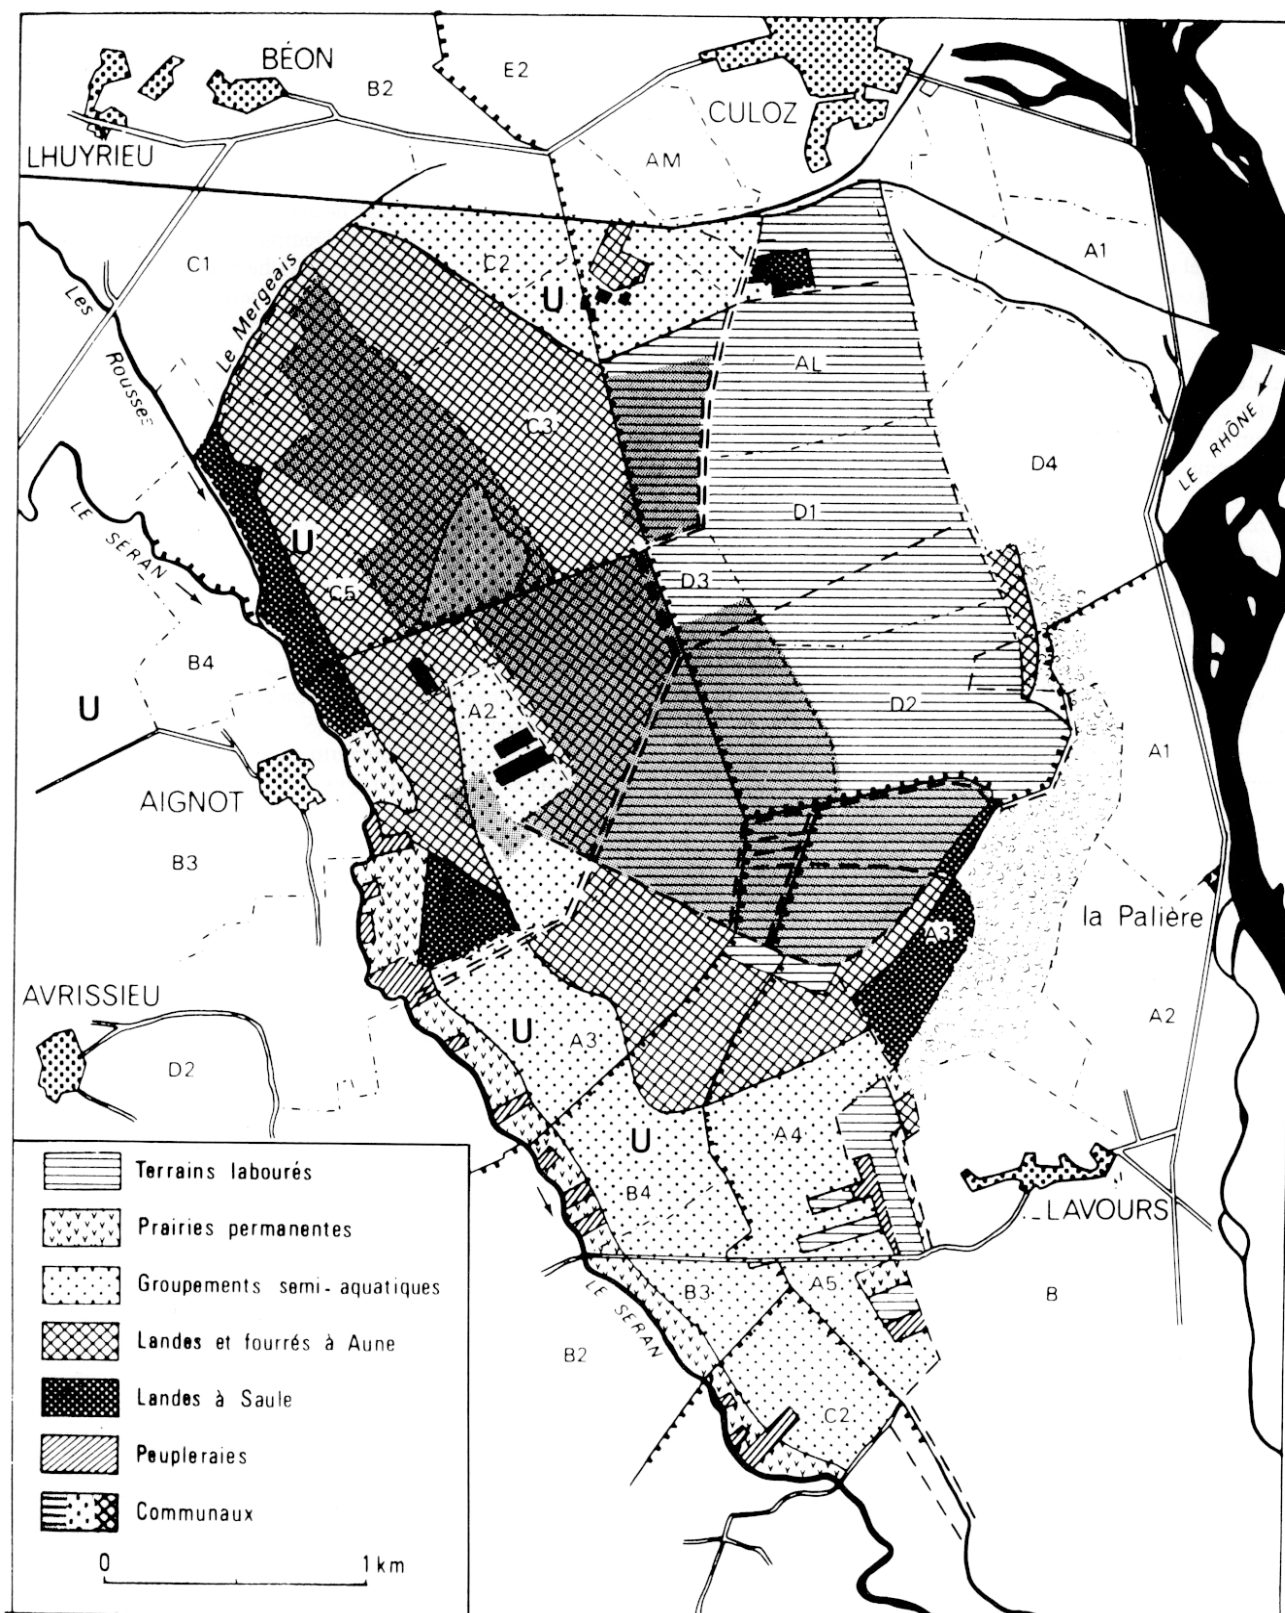 BÉON
B2
E2
CULOZ
LHUYRIEU
AM
C1
C2
A1
Le Mergeais
U
Les Rousses
AL
LE RHÔNE
C3
D4
D1
U
LE SÉRAN
C5
D3
B4
U
A2
D2
A1
AIGNOT
B3
la Palière
A3
AVRISSIEU
U
A3
A2
D2
U
A4
B4
LAVOURS
B3
A5
B
LE SERAN
B2
C2
Terrains labourés
Prairies permanentes
Groupements semi-aquatiques
Landes et fourrés à Aune
Landes à Saule
Peupleraies
Communaux
0 1 km